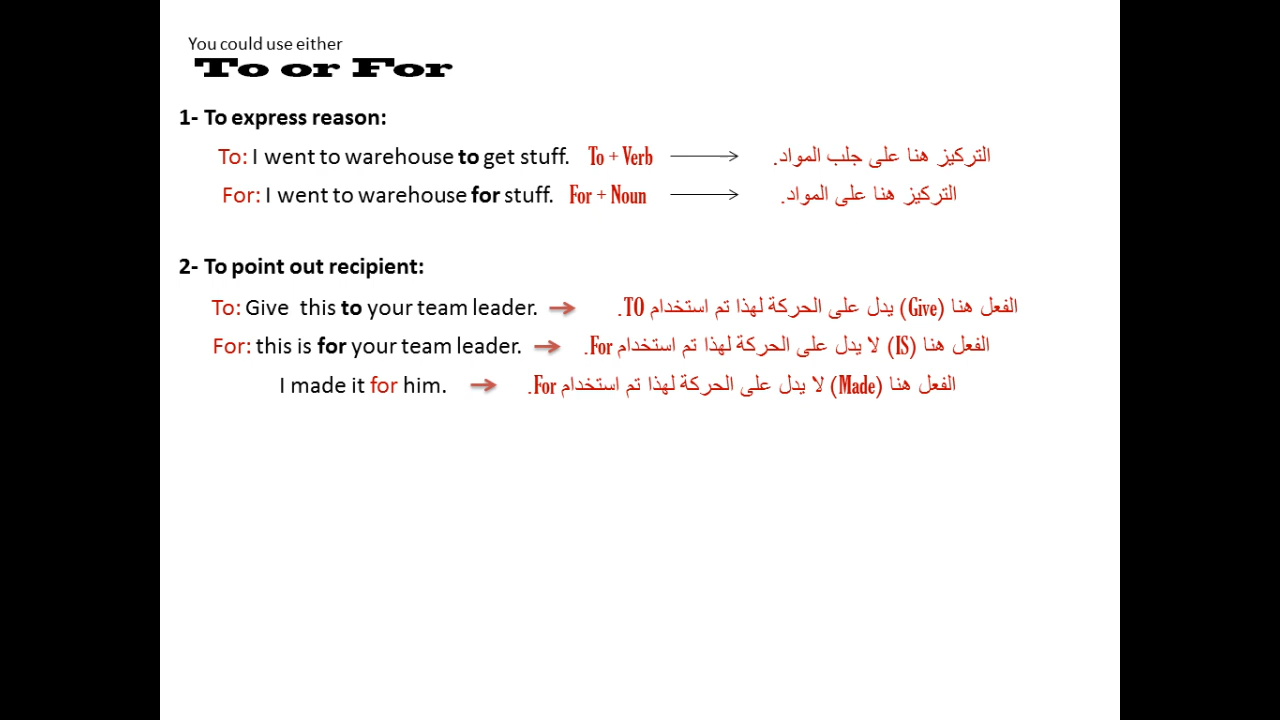 You could use either
To or For
1- To express reason:
To: I went to warehouse to get stuff. To + Verb التركيز هنا على جلب المواد.
For: I went to warehouse for stuff. For + Noun التركيز هنا على المواد.
2- To point out recipient:
To: Give this to your team leader. الفعل هنا (Give) يدل على الحركة لهذا تم استخدام TO.
For: this is for your team leader. الفعل هنا (IS) لا يدل على الحركة لهذا تم استخدام For.
I made it for him. الفعل هنا (Made) لا يدل على الحركة لهذا تم استخدام For.